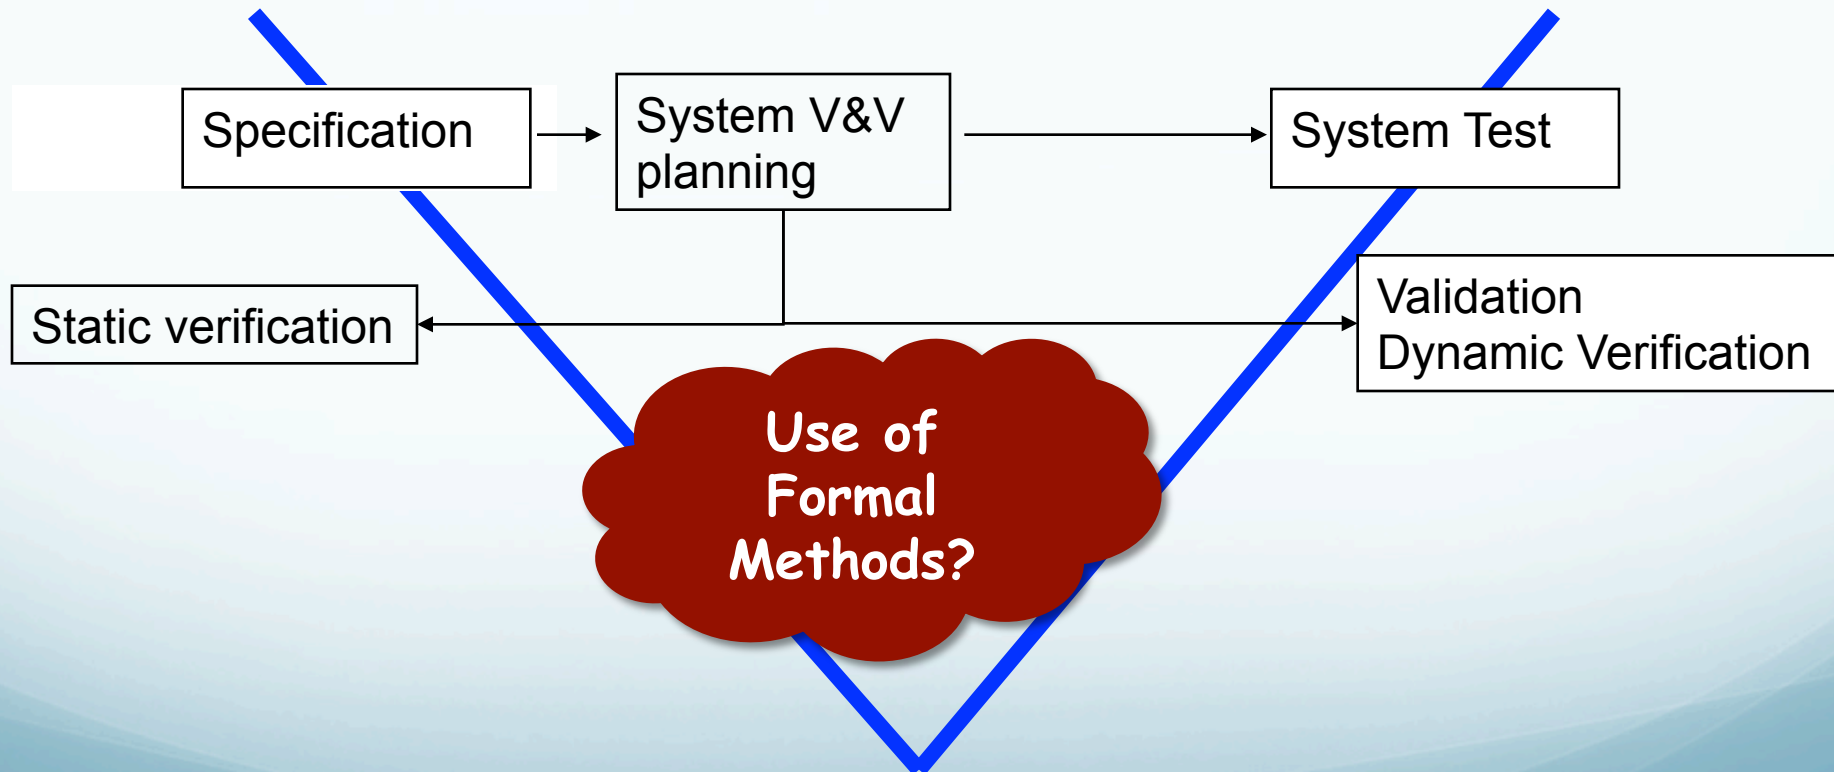 Specification
System V&V
planning
System Test
Static verification
Validation
Dynamic Verification
Use of
Formal
Methods?